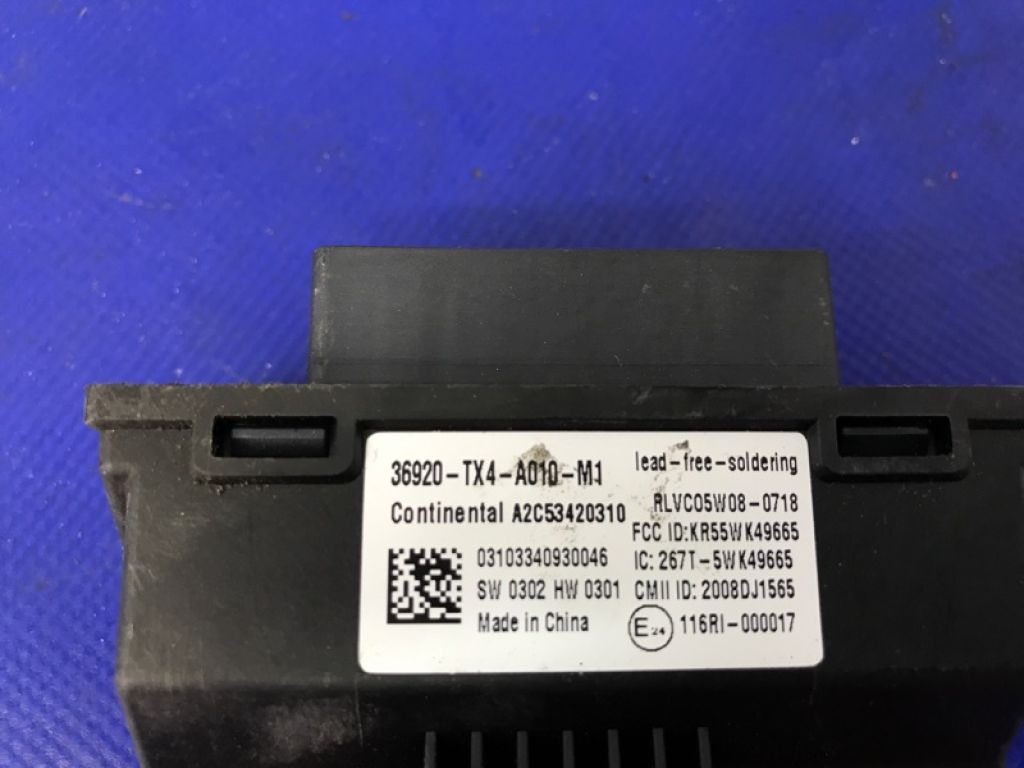 36920-TX4-A010-M1
Continental A2C53420310
03103340930046
SW 0302 HW 0301
Made in China
lead-free-soldering
RLVC05W08-0718
FCC ID:KR55WK49665
IC: 267T-5WK49665
CMII ID: 2008DJ1565
E24 116RI-000017